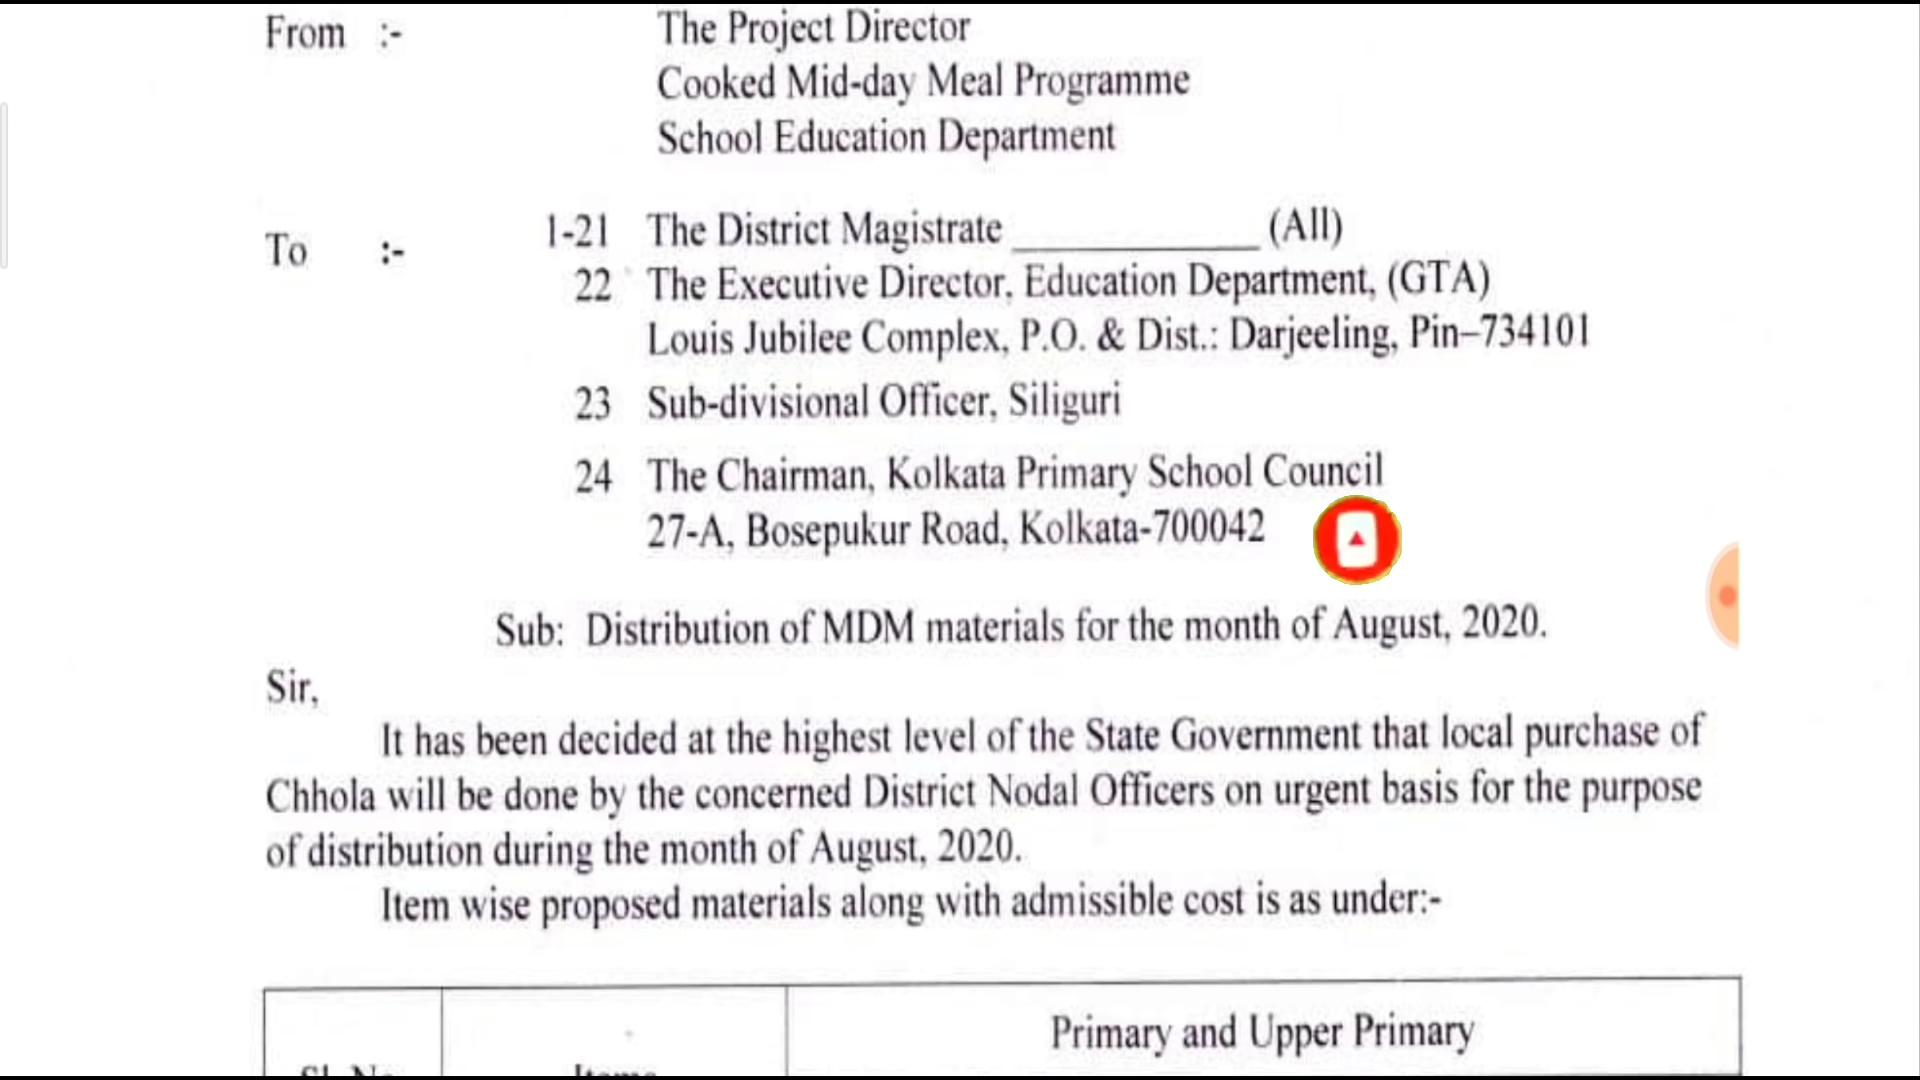 From :- The Project Director
Cooked Mid-day Meal Programme
School Education Department
To :- 1-21 The District Magistrate ____________ (All)
22 The Executive Director, Education Department, (GTA)
Louis Jubilee Complex, P.O. & Dist.: Darjeeling, Pin–734101
23 Sub-divisional Officer, Siliguri
24 The Chairman, Kolkata Primary School Council
27-A, Bosepukur Road, Kolkata-700042
Sub: Distribution of MDM materials for the month of August, 2020.
Sir,
It has been decided at the highest level of the State Government that local purchase of
Chhola will be done by the concerned District Nodal Officers on urgent basis for the purpose
of distribution during the month of August, 2020.
Item wise proposed materials along with admissible cost is as under:-
Primary and Upper Primary